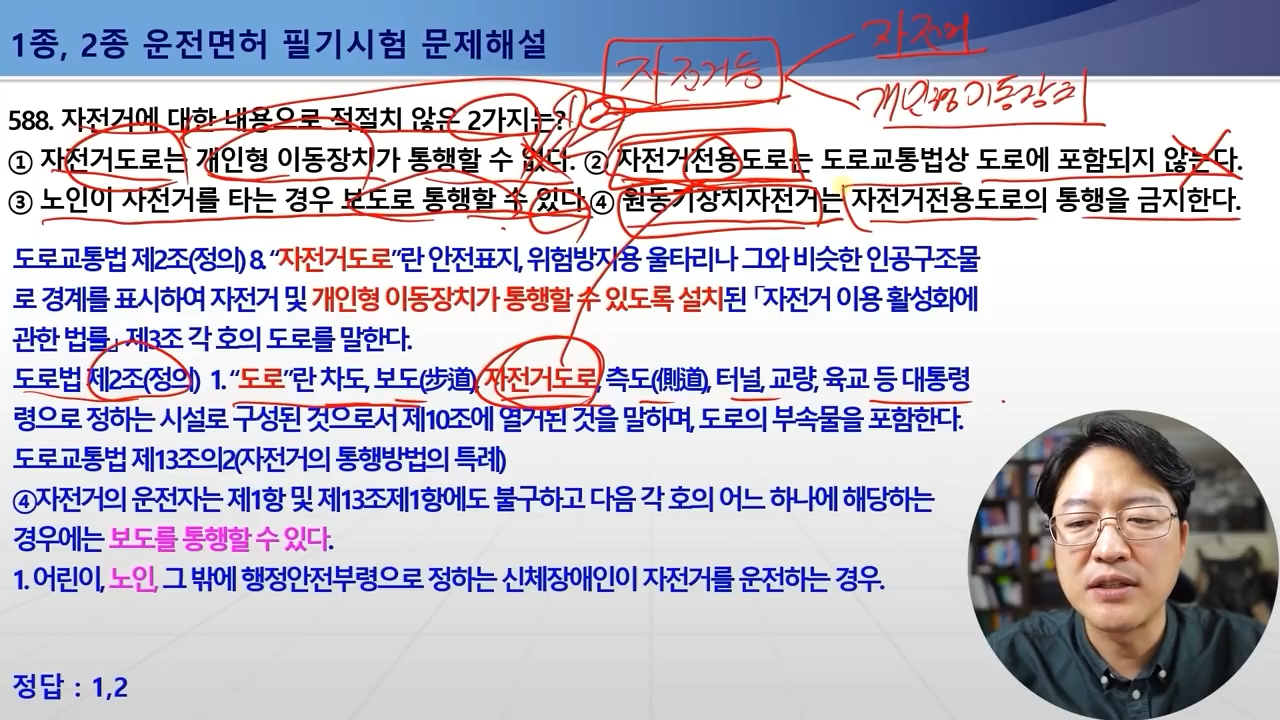 1종, 2종 운전면허 필기시험 문제해설
자전거등
자전거
개인형 이동장치
588. 자전거에 대한 내용으로 적절치 않은 2가지는?
① 자전거도로는 개인형 이동장치가 통행할 수 없다. ② 자전거전용도로는 도로교통법상 도로에 포함되지 않는다.
③ 노인이 자전거를 타는 경우 보도로 통행할 수 있다. ④ 원동기장치자전거는 자전거전용도로의 통행을 금지한다.
도로교통법 제2조(정의) 8. “자전거도로”란 안전표지, 위험방지용 울타리나 그와 비슷한 인공구조물
로 경계를 표시하여 자전거 및 개인형 이동장치가 통행할 수 있도록 설치된 「자전거 이용 활성화에
관한 법률」 제3조 각 호의 도로를 말한다.
도로법 제2조(정의) 1. “도로”란 차도, 보도(步道), 자전거도로, 측도(側道), 터널, 교량, 육교 등 대통령
령으로 정하는 시설로 구성된 것으로서 제10조에 열거된 것을 말하며, 도로의 부속물을 포함한다.
도로교통법 제13조의2(자전거의 통행방법의 특례)
④자전거의 운전자는 제1항 및 제13조제1항에도 불구하고 다음 각 호의 어느 하나에 해당하는
경우에는 보도를 통행할 수 있다.
1. 어린이, 노인, 그 밖에 행정안전부령으로 정하는 신체장애인이 자전거를 운전하는 경우.
정답 : 1,2